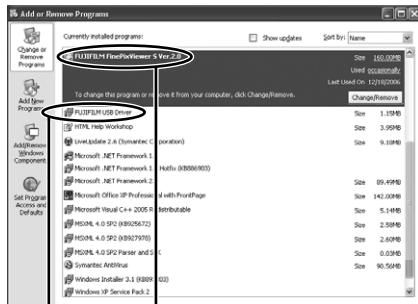 Add or Remove Programs
Change or
Remove
Programs
Add New
Programs
Add/Remove
Windows
Component
Set Program
Access and
Defaults
Currently installed programs:
Show updates
Sort by: Name
FUJIFILM FinePixViewer S Ver.2.0
Size 160.00MB
Used occasionally
Last Used On 12/18/2006
To change this program or remove it from your computer, click Change/Remove.
Change/Remove
FUJIFILM USB Driver Size 1.15MB
HTML Help Workshop Size 3.95MB
LiveUpdate 2.6 (Symantec Corporation) Size 9.18MB
Microsoft .NET Framework 1.
Microsoft .NET Framework 1. Hotfix (KB886903)
Microsoft .NET Framework 2. Size 89.49MB
Microsoft Office XP Professional with FrontPage Size 142.00MB
Microsoft Visual C++ 2005 Redistributable Size 5.14MB
MSXML 4.0 SP2 (KB925672) Size 2.58MB
MSXML 4.0 SP2 (KB927978) Size 2.60MB
MSXML 4.0 SP2 Parser and S K Size 0.03MB
Symantec AntiVirus Size 90.56MB
Windows Installer 3.1 (KB893803)
Windows XP Service Pack 2